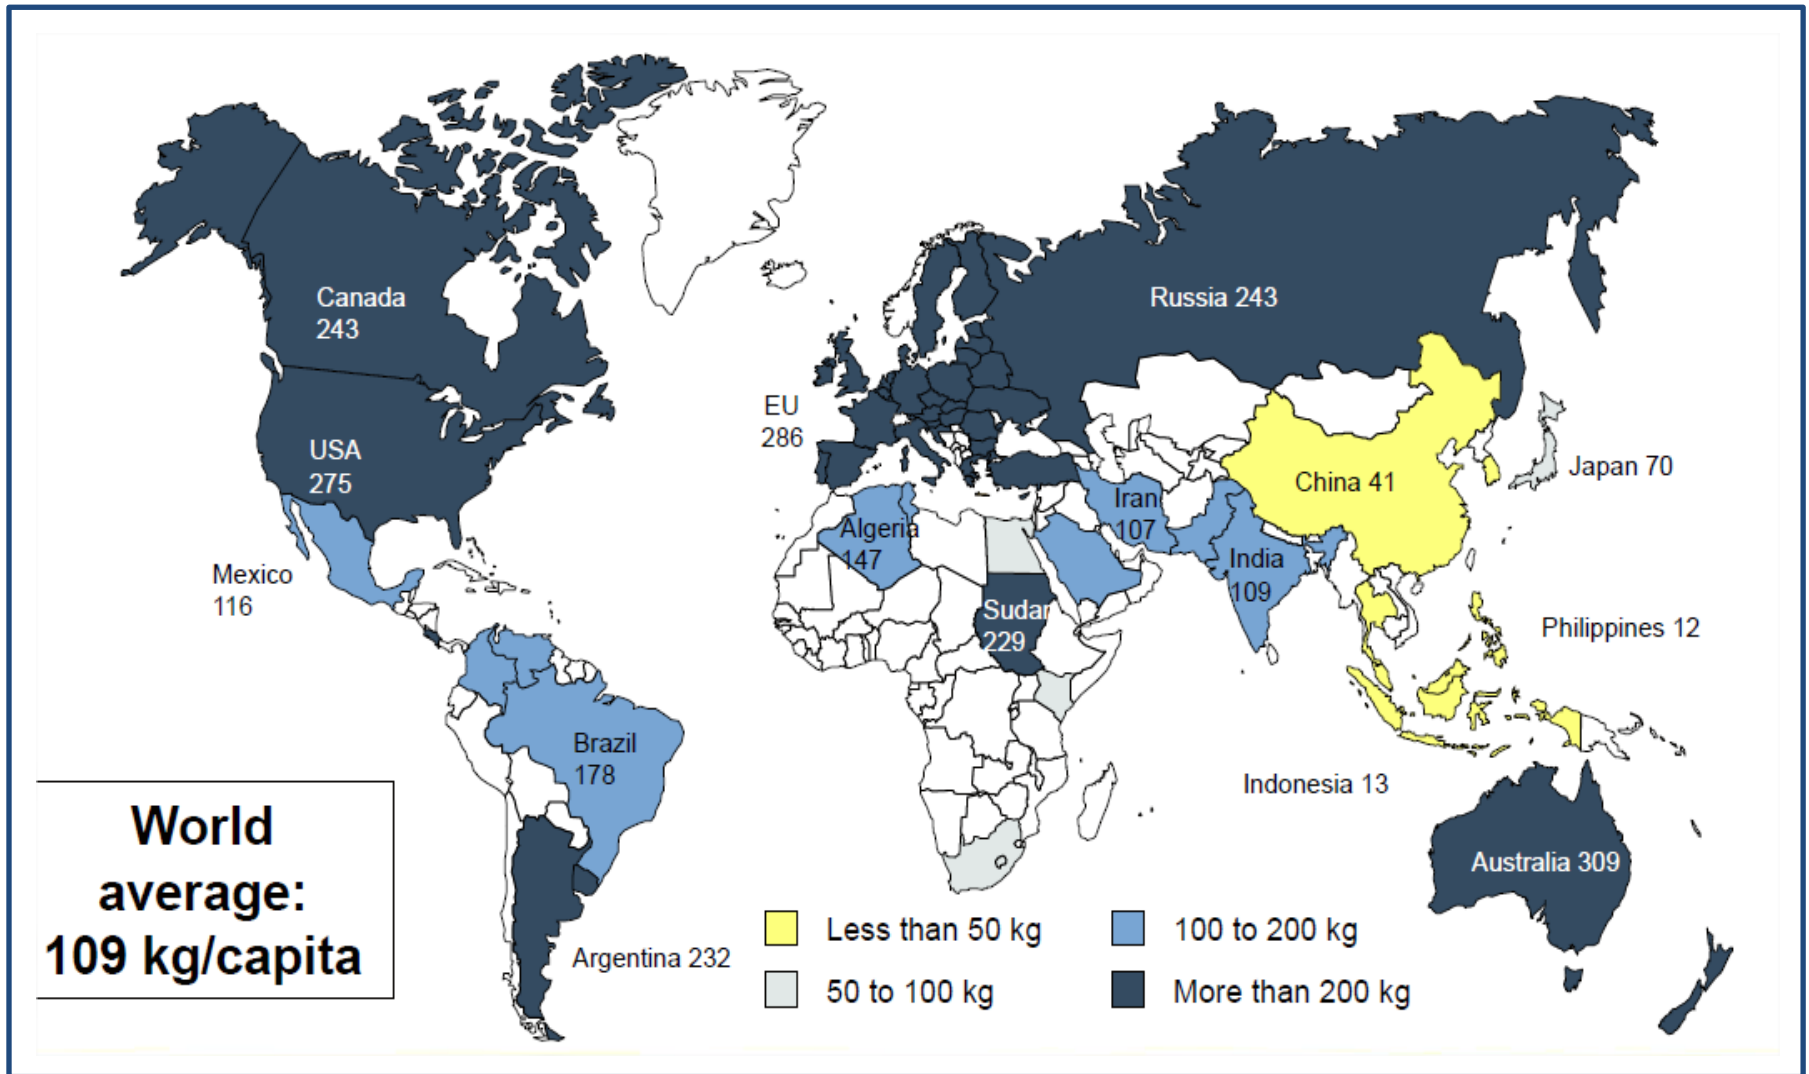 Canada
243
Russia 243
EU
286
USA
275
Japan 70
China 41
Iran
107
Algeria
147
India
109
Mexico
116
Sudan
229
Philippines 12
Brazil
178
Indonesia 13
World
average:
109 kg/capita
Australia 309
Argentina 232
Less than 50 kg
100 to 200 kg
50 to 100 kg
More than 200 kg